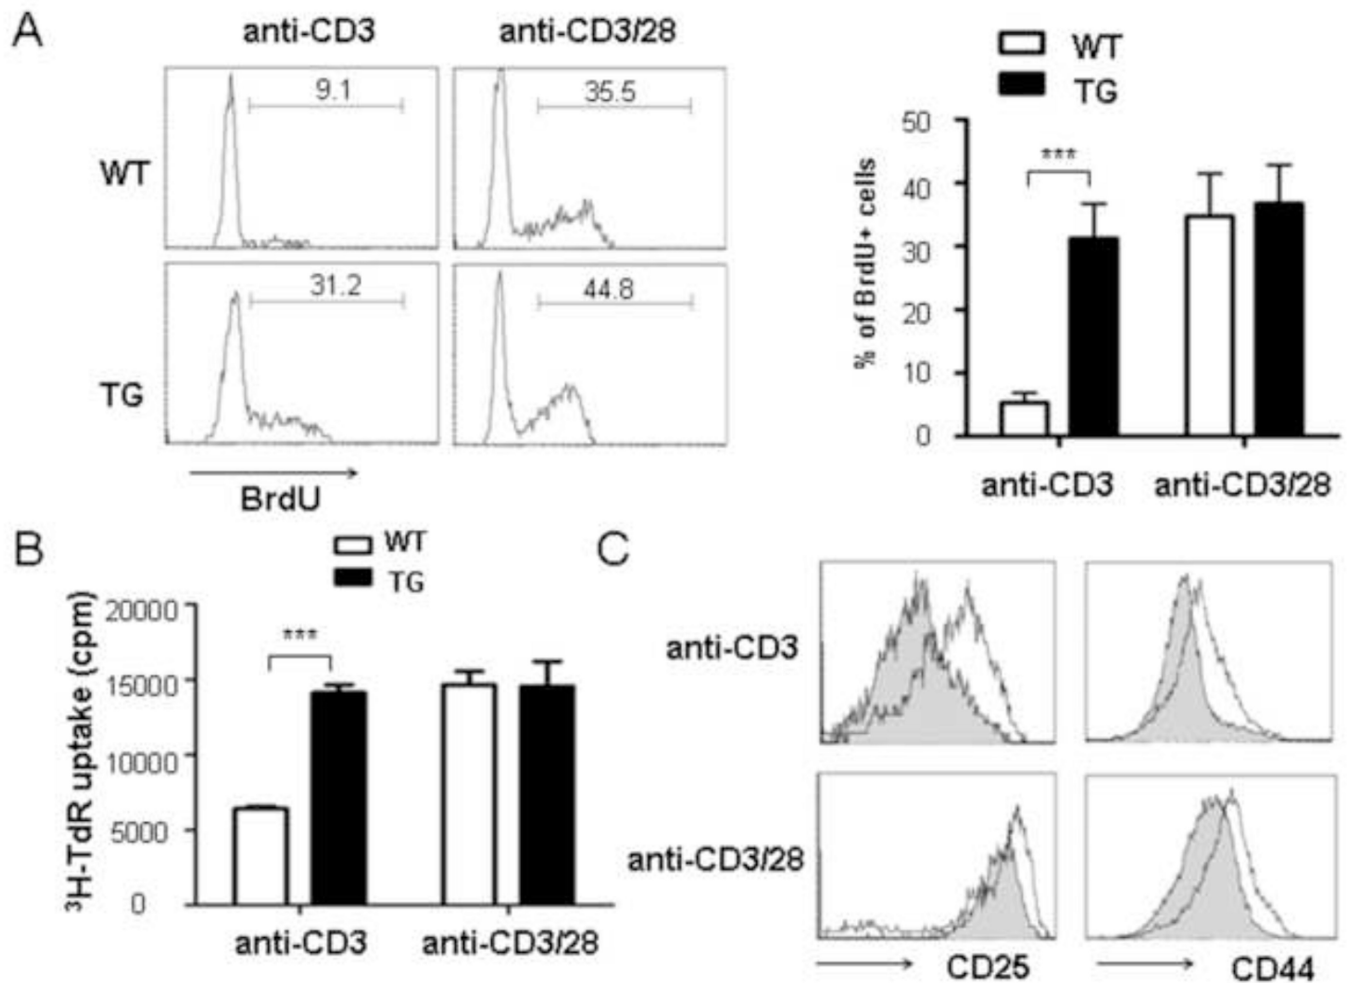 A
anti-CD3
anti-CD3/28
WT
9.1
35.5
TG
31.2
44.8
BrdU
WT
TG
% of BrdU+ cells
50
40
30
20
10
0
***
anti-CD3
anti-CD3/28
B
WT
TG
³H-TdR uptake (cpm)
20000
15000
10000
5000
0
***
anti-CD3
anti-CD3/28
C
anti-CD3
anti-CD3/28
CD25
CD44